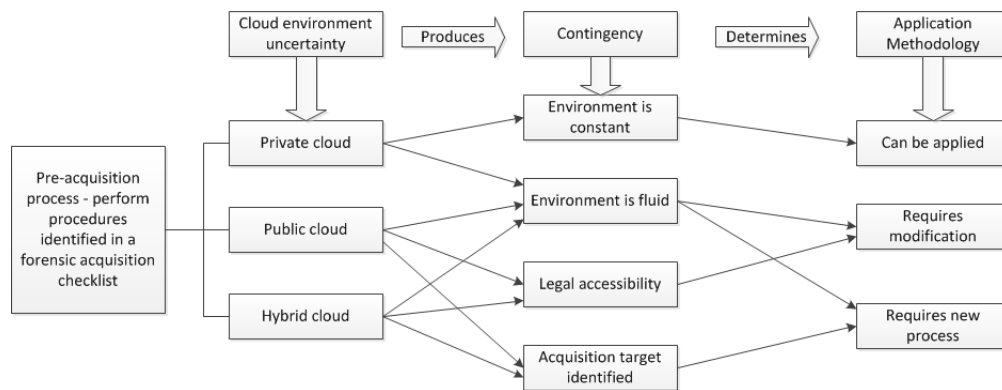 Cloud environment
uncertainty
Produces
Contingency
Determines
Application
Methodology
Pre-acquisition
process - perform
procedures
identified in a
forensic acquisition
checklist
Private cloud
Public cloud
Hybrid cloud
Environment is
constant
Environment is fluid
Legal accessibility
Acquisition target
identified
Can be applied
Requires
modification
Requires new
process